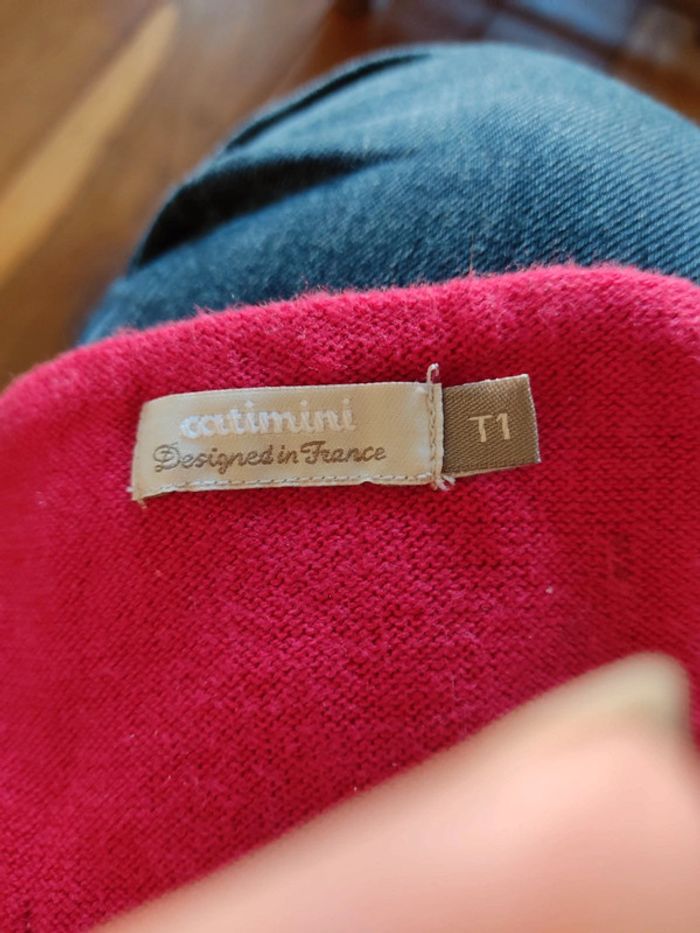 catimini
Designed in France
T1